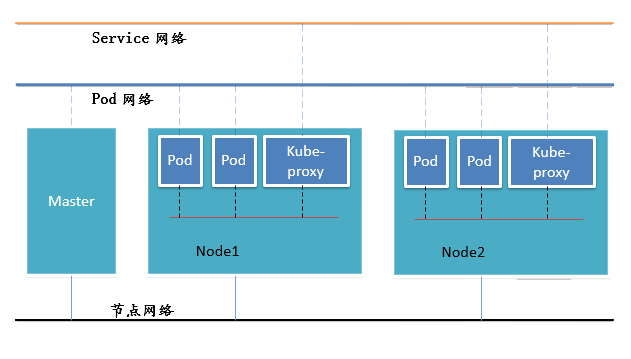 Service 网络
Pod 网络
Master
Pod
Pod
Kube-
proxy
Node1
Pod
Pod
Kube-
proxy
Node2
节点网络